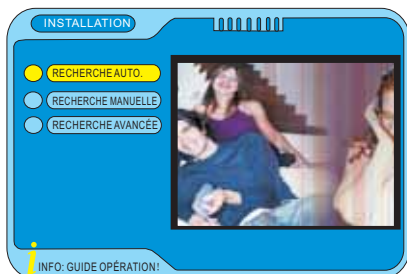 INSTALLATION
RECHERCHE AUTO.
RECHERCHE MANUELLE
RECHERCHE AVANCÉE
i INFO: GUIDE OPÉRATION!